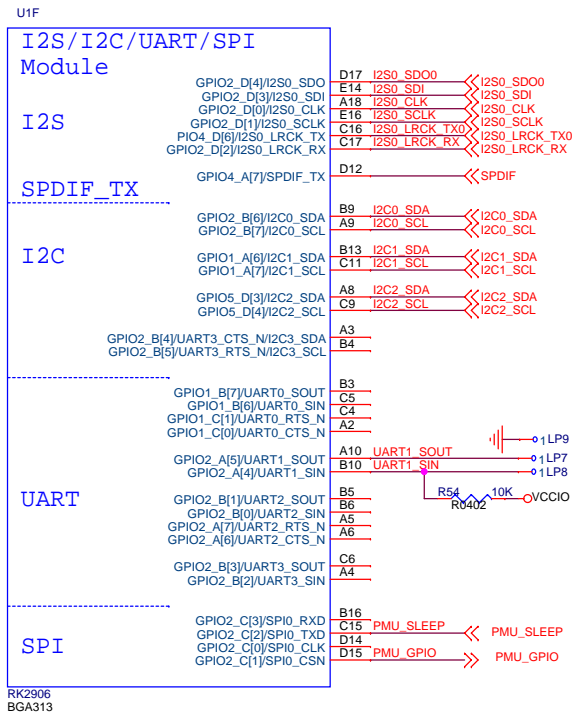 U1F
I2S/I2C/UART/SPI
Module
GPIO2_D[4]/I2S0_SDO D17 I2S0_SDO0 I2S0_SDO0
GPIO2_D[3]/I2S0_SDI E14 I2S0_SDI I2S0_SDI
GPIO2_D[0]/I2S0_CLK A18 I2S0_CLK I2S0_CLK
I2S
GPIO2_D[1]/I2S0_SCLK E16 I2S0_SCLK I2S0_SCLK
PIO4_D[6]/I2S0_LRCK_TX C16 I2S0_LRCK_TX0 I2S0_LRCK_TX0
GPIO2_D[2]/I2S0_LRCK_RX C17 I2S0_LRCK_RX I2S0_LRCK_RX
GPIO4_A[7]/SPDIF_TX D12 SPDIF
SPDIF_TX
GPIO2_B[6]/I2C0_SDA B9 I2C0_SDA I2C0_SDA
GPIO2_B[7]/I2C0_SCL A9 I2C0_SCL I2C0_SCL
I2C
GPIO1_A[6]/I2C1_SDA B13 I2C1_SDA I2C1_SDA
GPIO1_A[7]/I2C1_SCL C11 I2C1_SCL I2C1_SCL
GPIO5_D[3]/I2C2_SDA A8 I2C2_SDA I2C2_SDA
GPIO5_D[4]/I2C2_SCL C9 I2C2_SCL I2C2_SCL
GPIO2_B[4]/UART3_CTS_N/I2C3_SDA A3
GPIO2_B[5]/UART3_RTS_N/I2C3_SCL B4
GPIO1_B[7]/UART0_SOUT B3
GPIO1_B[6]/UART0_SIN C5
GPIO1_C[1]/UART0_RTS_N C4
GPIO1_C[0]/UART0_CTS_N A2
1 LP9
GPIO2_A[5]/UART1_SOUT A10 UART1_SOUT 1 LP7
GPIO2_A[4]/UART1_SIN B10 UART1_SIN 1 LP8
UART
GPIO2_B[1]/UART2_SOUT B5 R54 10K VCCIO
GPIO2_B[0]/UART2_SIN B6 R0402
GPIO2_A[7]/UART2_RTS_N A5
GPIO2_A[6]/UART2_CTS_N A6
GPIO2_B[3]/UART3_SOUT C6
GPIO2_B[2]/UART3_SIN A4
GPIO2_C[3]/SPI0_RXD B16
GPIO2_C[2]/SPI0_TXD C15 PMU_SLEEP PMU_SLEEP
SPI
GPIO2_C[0]/SPI0_CLK D14
GPIO2_C[1]/SPI0_CSN D15 PMU_GPIO PMU_GPIO
RK2906
BGA313